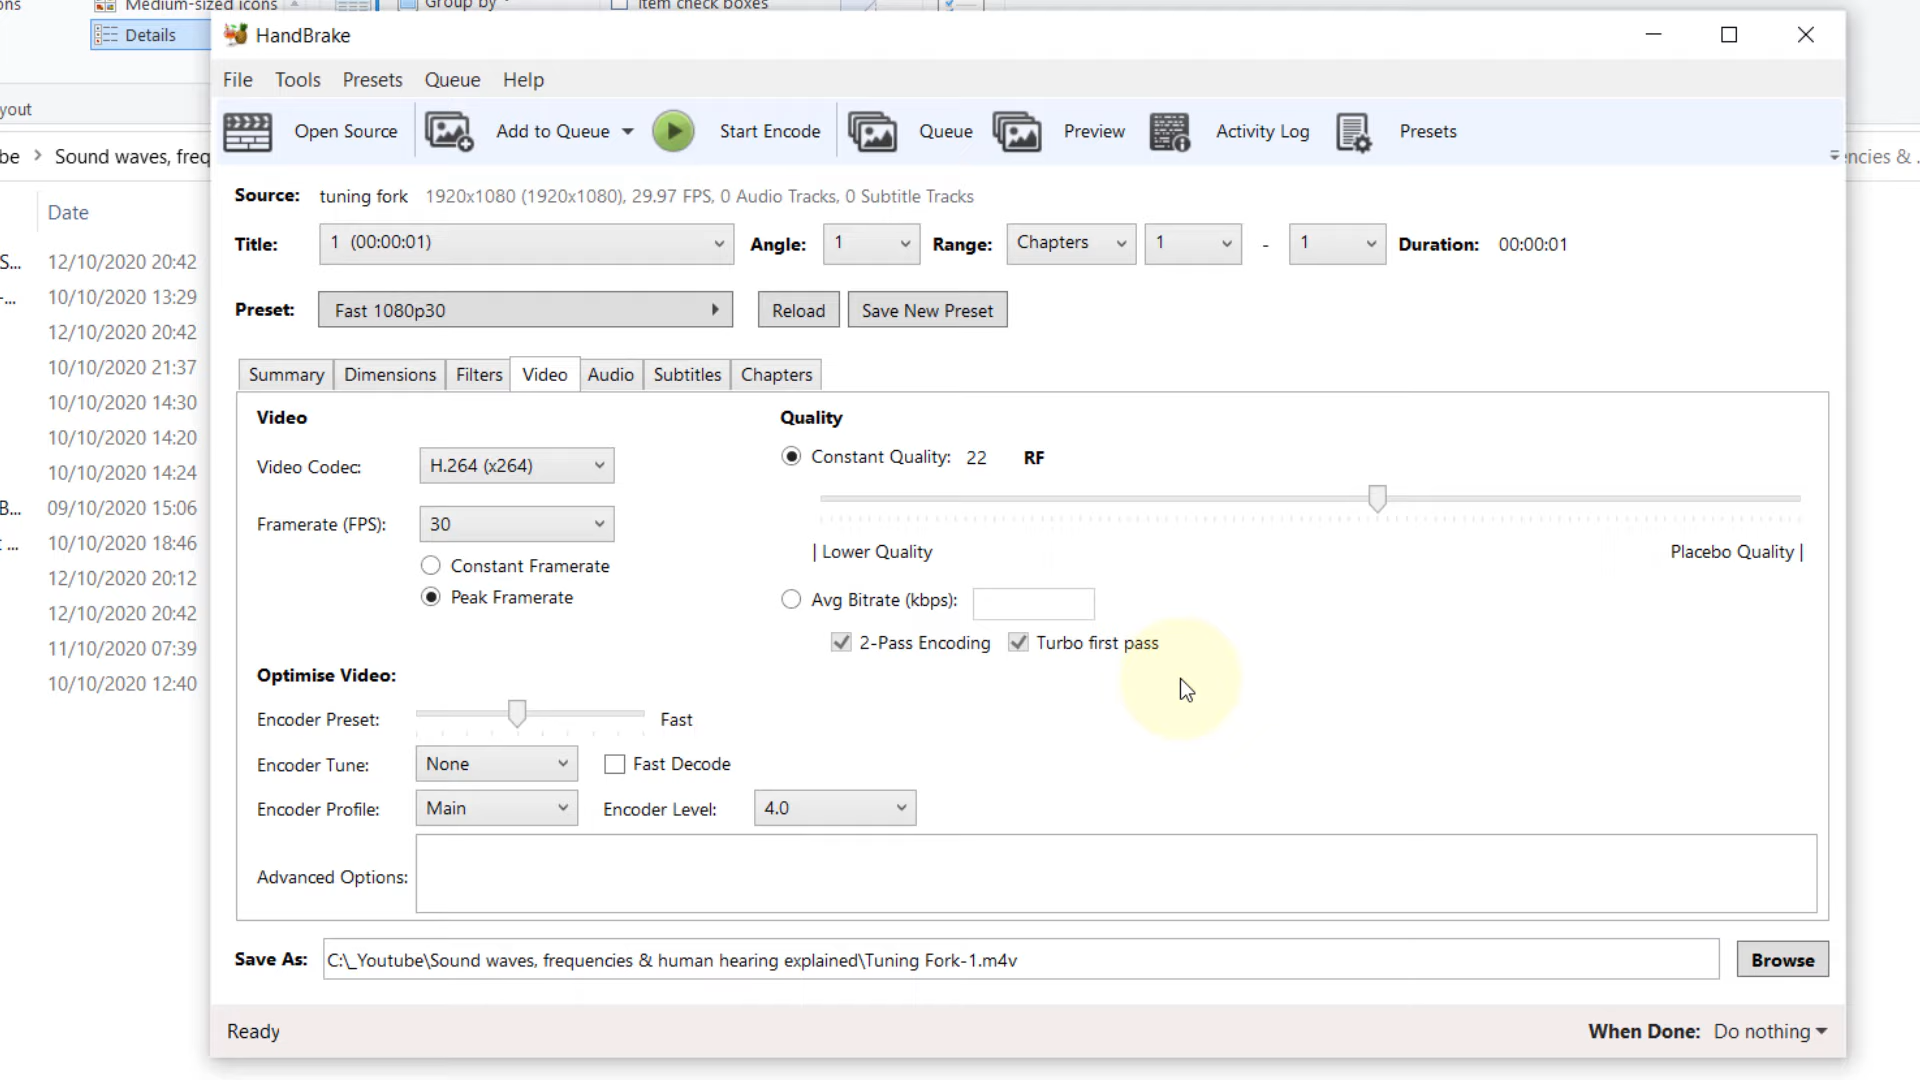 ons
Medium-sized icons
Group by
Item check boxes
Details
yout
be > Sound waves, freq
ncies & .
Date
S... 12/10/2020 20:42
-... 10/10/2020 13:29
12/10/2020 20:42
10/10/2020 21:37
10/10/2020 14:30
10/10/2020 14:20
10/10/2020 14:24
B... 09/10/2020 15:06
t ... 10/10/2020 18:46
12/10/2020 20:12
12/10/2020 20:42
11/10/2020 07:39
10/10/2020 12:40
HandBrake
File Tools Presets Queue Help
Open Source Add to Queue Start Encode Queue Preview Activity Log Presets
Source: tuning fork 1920x1080 (1920x1080), 29.97 FPS, 0 Audio Tracks, 0 Subtitle Tracks
Title: 1 (00:00:01) Angle: 1 Range: Chapters 1 - 1 Duration: 00:00:01
Preset: Fast 1080p30 Reload Save New Preset
Summary Dimensions Filters Video Audio Subtitles Chapters
Video
Video Codec: H.264 (x264)
Framerate (FPS): 30
Constant Framerate
Peak Framerate
Quality
Constant Quality: 22 RF
| Lower Quality Placebo Quality |
Avg Bitrate (kbps):
2-Pass Encoding Turbo first pass
Optimise Video:
Encoder Preset: Fast
Encoder Tune: None Fast Decode
Encoder Profile: Main Encoder Level: 4.0
Advanced Options:
Save As: C:\_Youtube\Sound waves, frequencies & human hearing explained\Tuning Fork-1.m4v Browse
Ready When Done: Do nothing